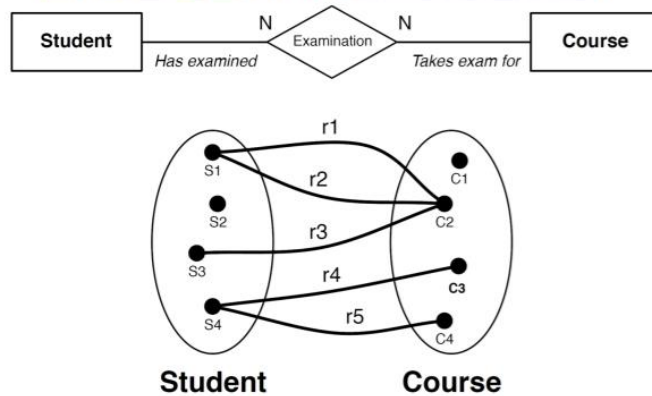 N
N
Student
Examination
Course
Has examined
Takes exam for
r1
S1
C1
r2
S2
C2
r3
S3
r4
C3
S4
r5
C4
Student
Course